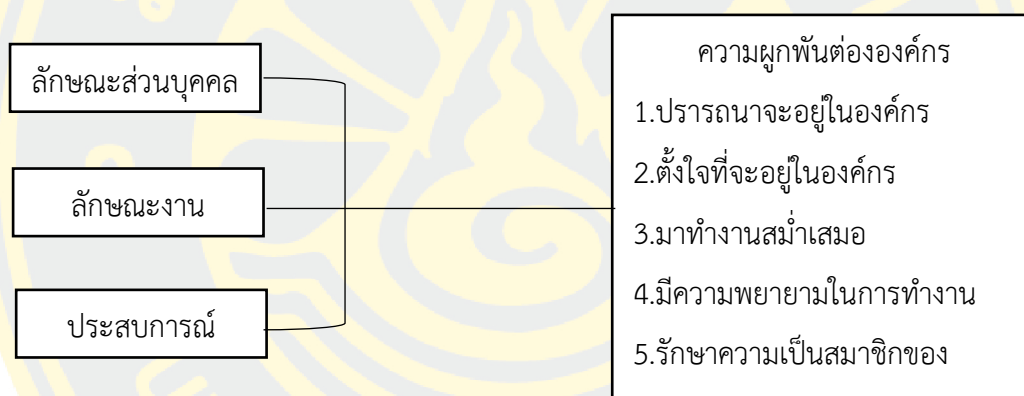 ลักษณะส่วนบุคคล
ลักษณะงาน
ประสบการณ์
ความผูกพันต่อองค์กร
1.ปรารถนาจะอยู่ในองค์กร
2.ตั้งใจที่จะอยู่ในองค์กร
3.มาทำงานสม่ำเสมอ
4.มีความพยายามในการทำงาน
5.รักษาความเป็นสมาชิกของ